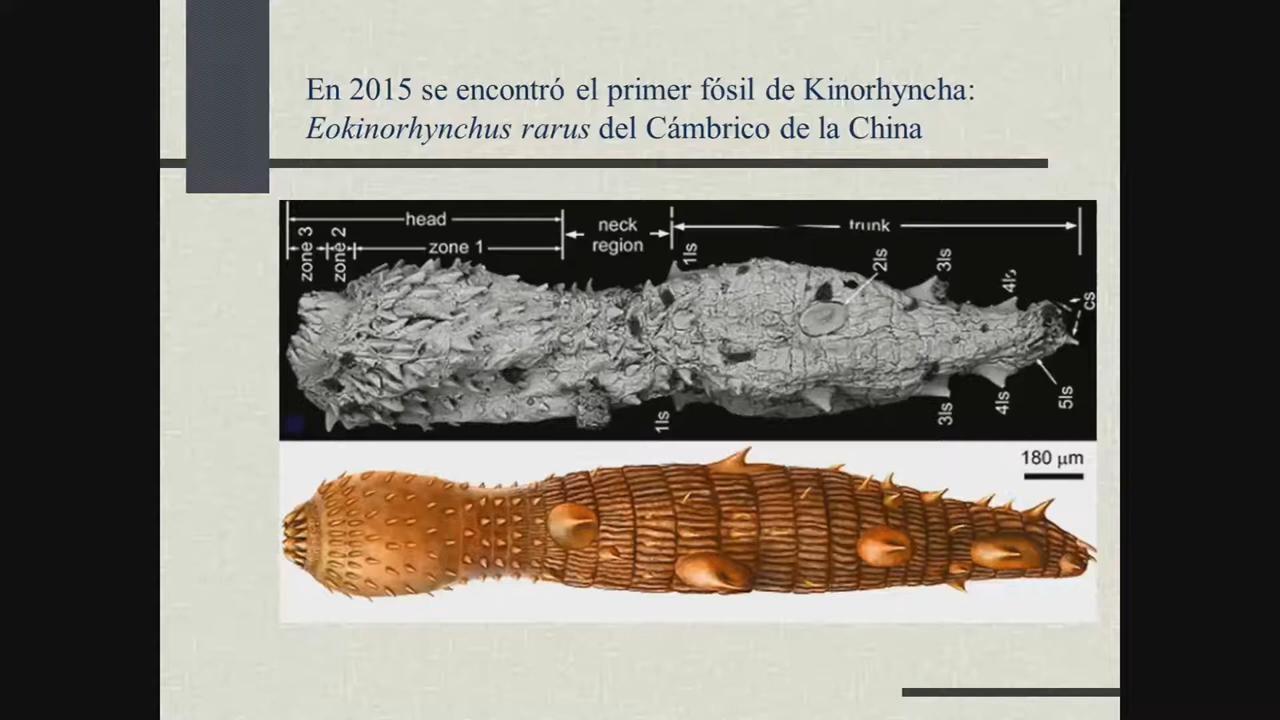 En 2015 se encontró el primer fósil de Kinorhyncha:
Eokinorhynchus rarus del Cámbrico de la China
head
neck
region
trunk
zone 3
zone 2
zone 1
1ls
2ls
3ls
cs
1ls
3ls
4ls
5ls
180 µm